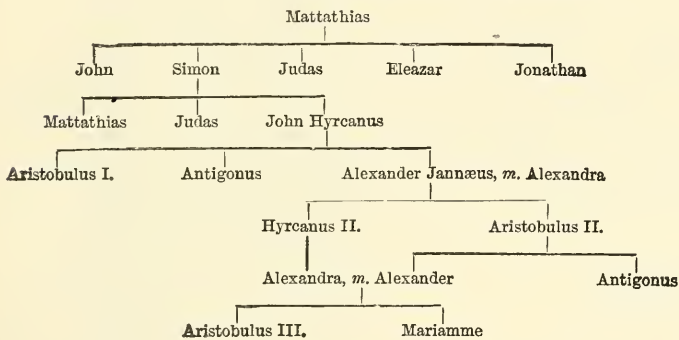 Mattathias
John Simon Judas Eleazar Jonathan
Mattathias Judas John Hyrcanus
Aristobulus I. Antigonus Alexander Jannæus, m. Alexandra
Hyrcanus II. Aristobulus II.
Alexandra, m. Alexander Antigonus
Aristobulus III. Mariamme